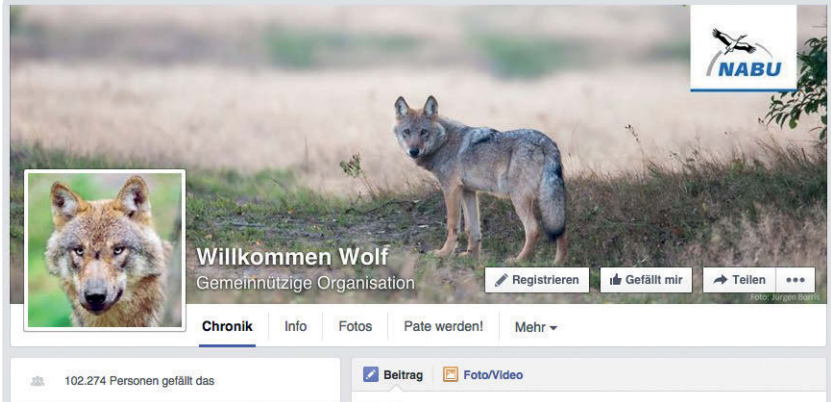 NABU
Willkommen Wolf
Gemeinnützige Organisation
Registrieren
Gefällt mir
Teilen
Foto: Jürgen Borris
Chronik
Info
Fotos
Pate werden!
Mehr
102.274 Personen gefällt das
Beitrag
Foto/Video